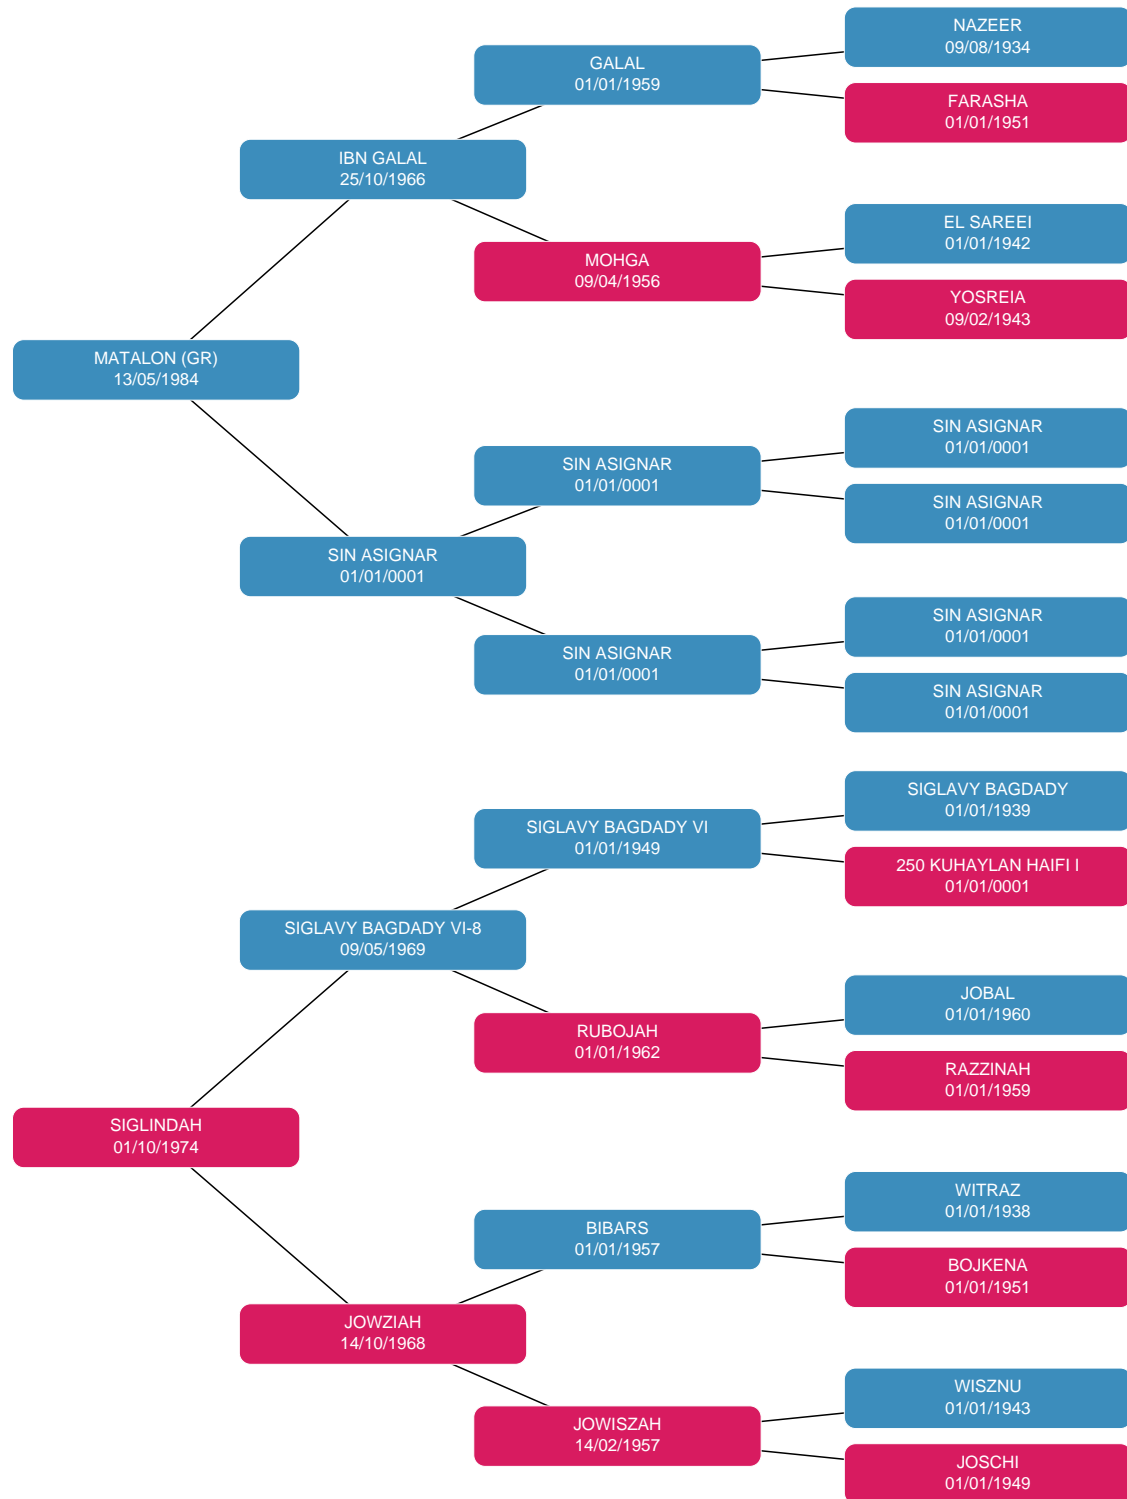 NAZEER
09/08/1934
GALAL
01/01/1959
FARASHA
01/01/1951
IBN GALAL
25/10/1966
EL SAREEI
01/01/1942
MOHGA
09/04/1956
YOSREIA
09/02/1943
MATALON (GR)
13/05/1984
SIN ASIGNAR
01/01/0001
SIN ASIGNAR
01/01/0001
SIN ASIGNAR
01/01/0001
SIN ASIGNAR
01/01/0001
SIN ASIGNAR
01/01/0001
SIN ASIGNAR
01/01/0001
SIN ASIGNAR
01/01/0001
SIGLAVY BAGDADY
01/01/1939
SIGLAVY BAGDADY VI
01/01/1949
250 KUHAYLAN HAIFI I
01/01/0001
SIGLAVY BAGDADY VI-8
09/05/1969
JOBAL
01/01/1960
RUBOJAH
01/01/1962
RAZZINAH
01/01/1959
SIGLINDAH
01/10/1974
WITRAZ
01/01/1938
BIBARS
01/01/1957
BOJKENA
01/01/1951
JOWZIAH
14/10/1968
WISZNU
01/01/1943
JOWISZAH
14/02/1957
JOSCHI
01/01/1949